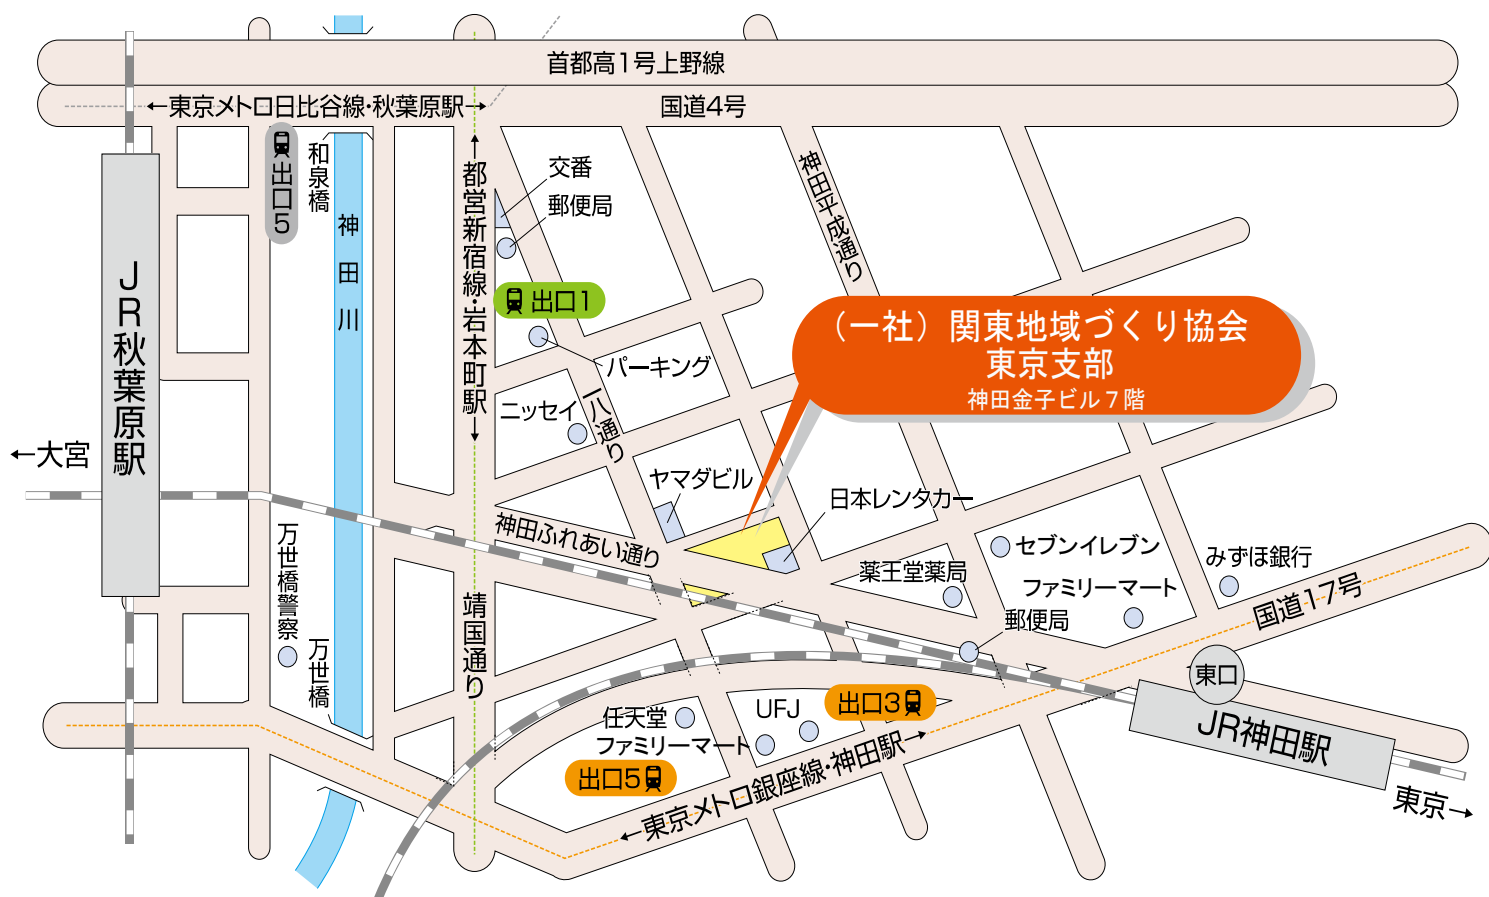 首都高1号上野線
←東京メトロ日比谷線・秋葉原駅→
国道4号
出口5
和泉橋
神田川
都営新宿線・岩本町駅
交番
郵便局
神田平成通り
出口1
パーキング
JR秋葉原駅
（一社）関東地域づくり協会
東京支部
神田金子ビル７階
ニッセイ
一八通り
←大宮
ヤマダビル
日本レンタカー
神田ふれあい通り
万世橋警察
セブンイレブン
みずほ銀行
薬王堂薬局
ファミリーマート
国道17号
郵便局
靖国通り
万世橋
東口
任天堂
UFJ
出口3
ファミリーマート
JR神田駅
出口5
←東京メトロ銀座線・神田駅→
東京→